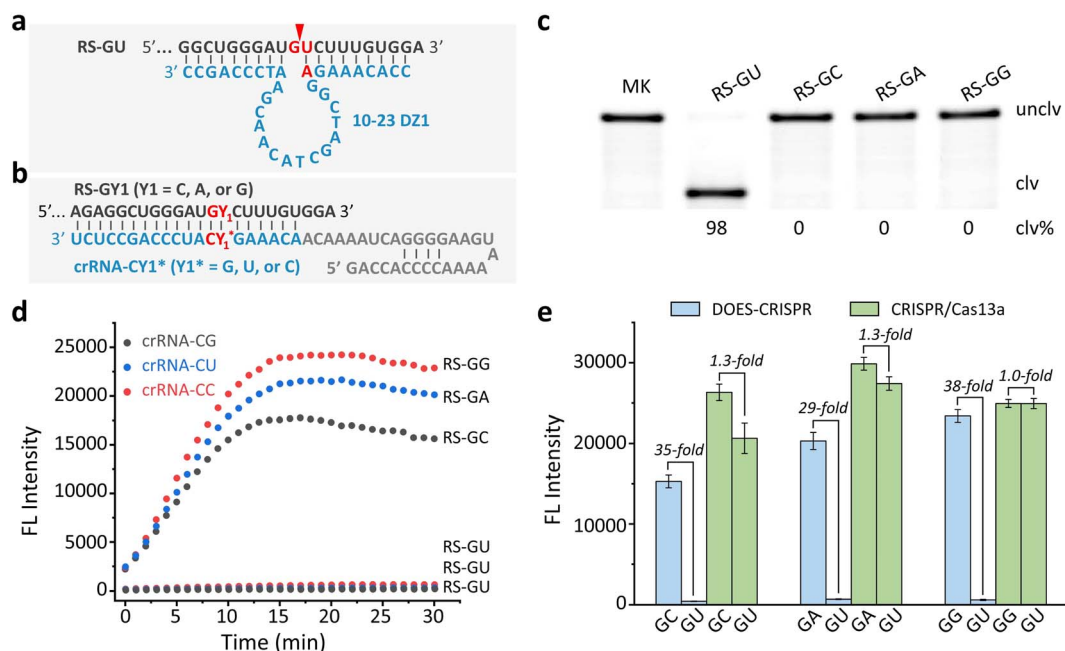 a
RS-GU 5’... GGCUGGGAUGUCUUUGUGGA 3’
3’ CCGACCCTA AGAAACACC
GGCTAGCTACAACGA
10-23 DZ1
b
RS-GY1 (Y1 = C, A, or G)
5’... AGAGGCUGGGAUGY₁CUUUGUGGA 3’
3’ UCUCCGACCCUACY₁*GAAACAACAAAAUCAGGGGAAGU
A
crRNA-CY1* (Y1* = G, U, or C) 5’ GACCACCCCAAAA
c
MK RS-GU RS-GC RS-GA RS-GG
unclv
clv
98 0 0 0 clv%
d
crRNA-CG
crRNA-CU
crRNA-CC
RS-GG
RS-GA
RS-GC
RS-GU
RS-GU
RS-GU
FL Intensity
25000
20000
15000
10000
5000
0
0 5 10 15 20 25 30
Time (min)
e
DOES-CRISPR CRISPR/Cas13a
FL Intensity
30000
20000
10000
0
35-fold
1.3-fold
29-fold
1.3-fold
38-fold
1.0-fold
GC GU GC GU GA GU GA GU GG GU GG GU